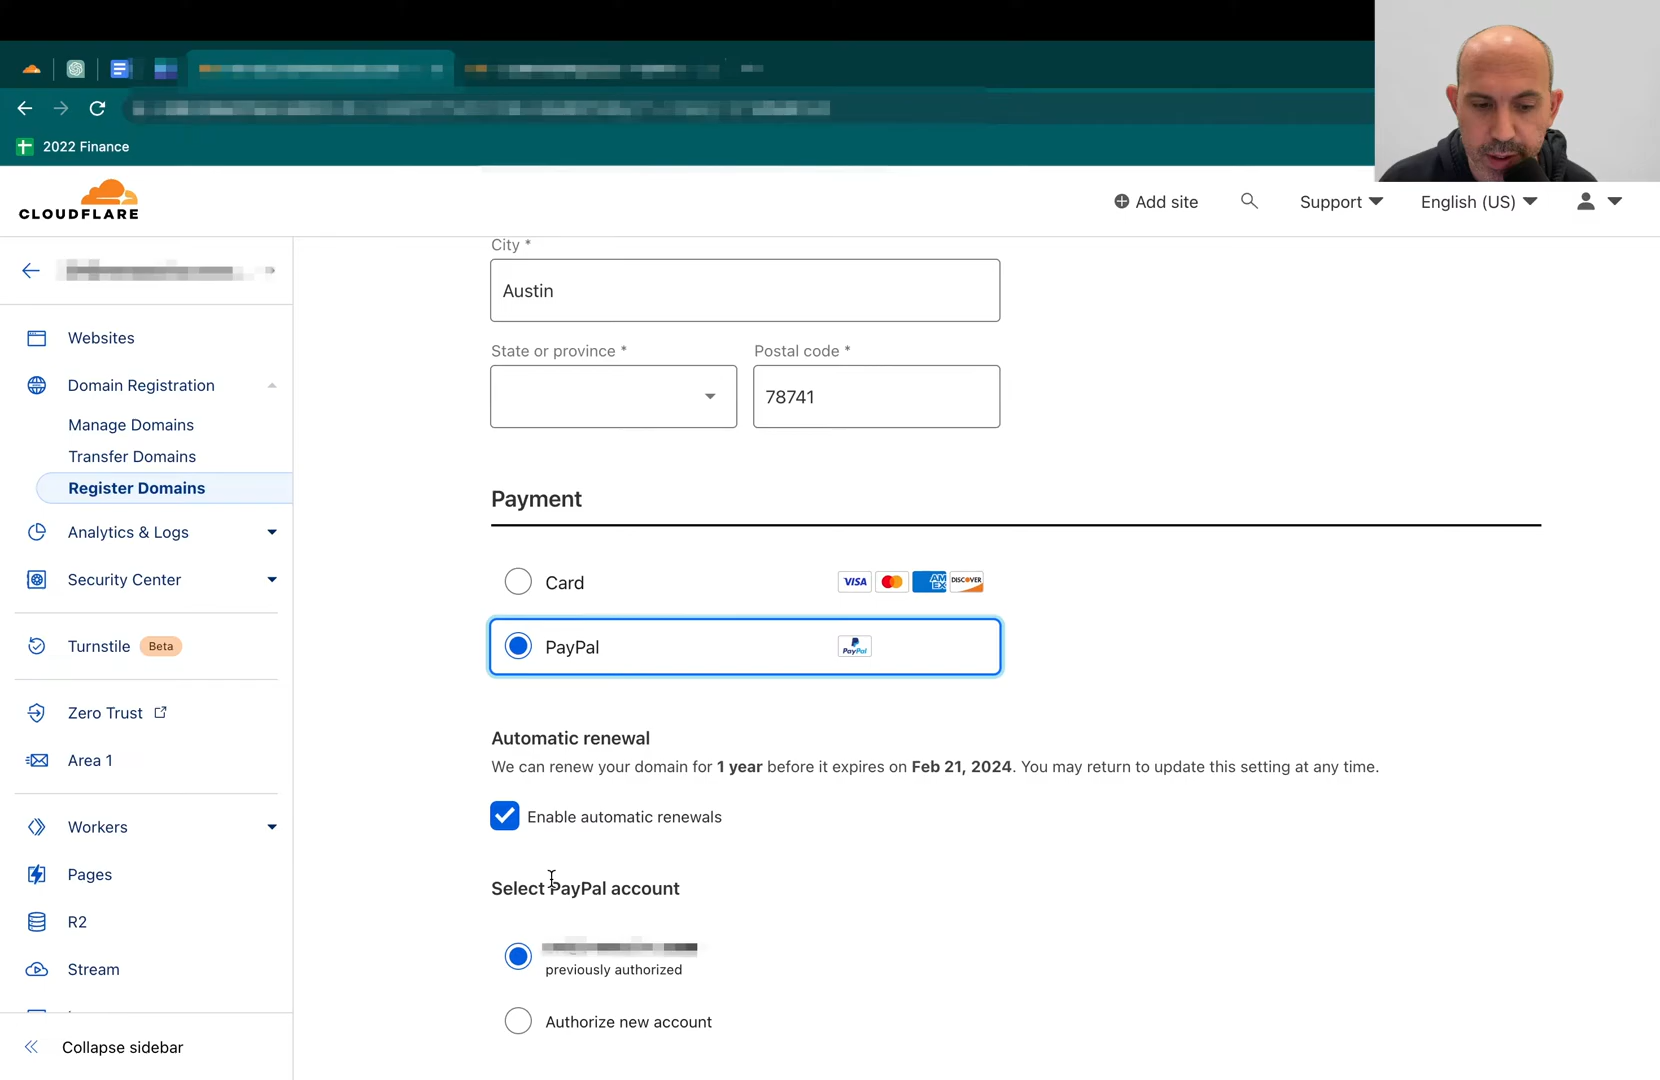 2022 Finance
CLOUDFLARE
Add site
Support
English (US)
Websites
Domain Registration
Manage Domains
Transfer Domains
Register Domains
Analytics & Logs
Security Center
Turnstile Beta
Zero Trust
Area 1
Workers
Pages
R2
Stream
Collapse sidebar
City *
Austin
State or province *
Postal code *
78741
Payment
Card
VISA
AM EX
DISCOVER
PayPal
PayPal
Automatic renewal
We can renew your domain for 1 year before it expires on Feb 21, 2024. You may return to update this setting at any time.
Enable automatic renewals
Select PayPal account
previously authorized
Authorize new account